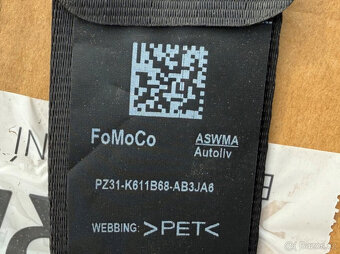 FoMoCo
ASWMA
Autoliv
PZ31-K611B68-AB3JA6
WEBBING: >PET<